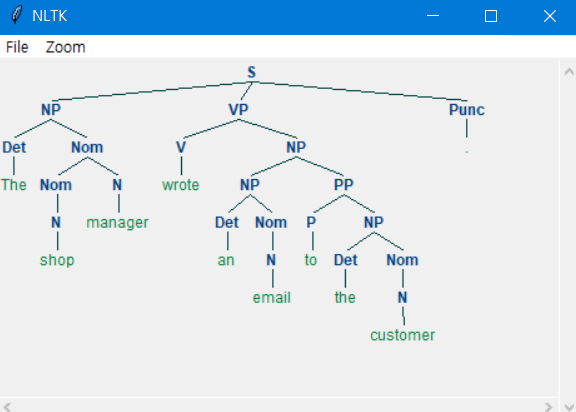 NLTK
File Zoom
S
NP VP Punc
Det Nom V NP .
The Nom N wrote NP PP
N manager Det Nom P NP
shop an N to Det Nom
email the N
customer